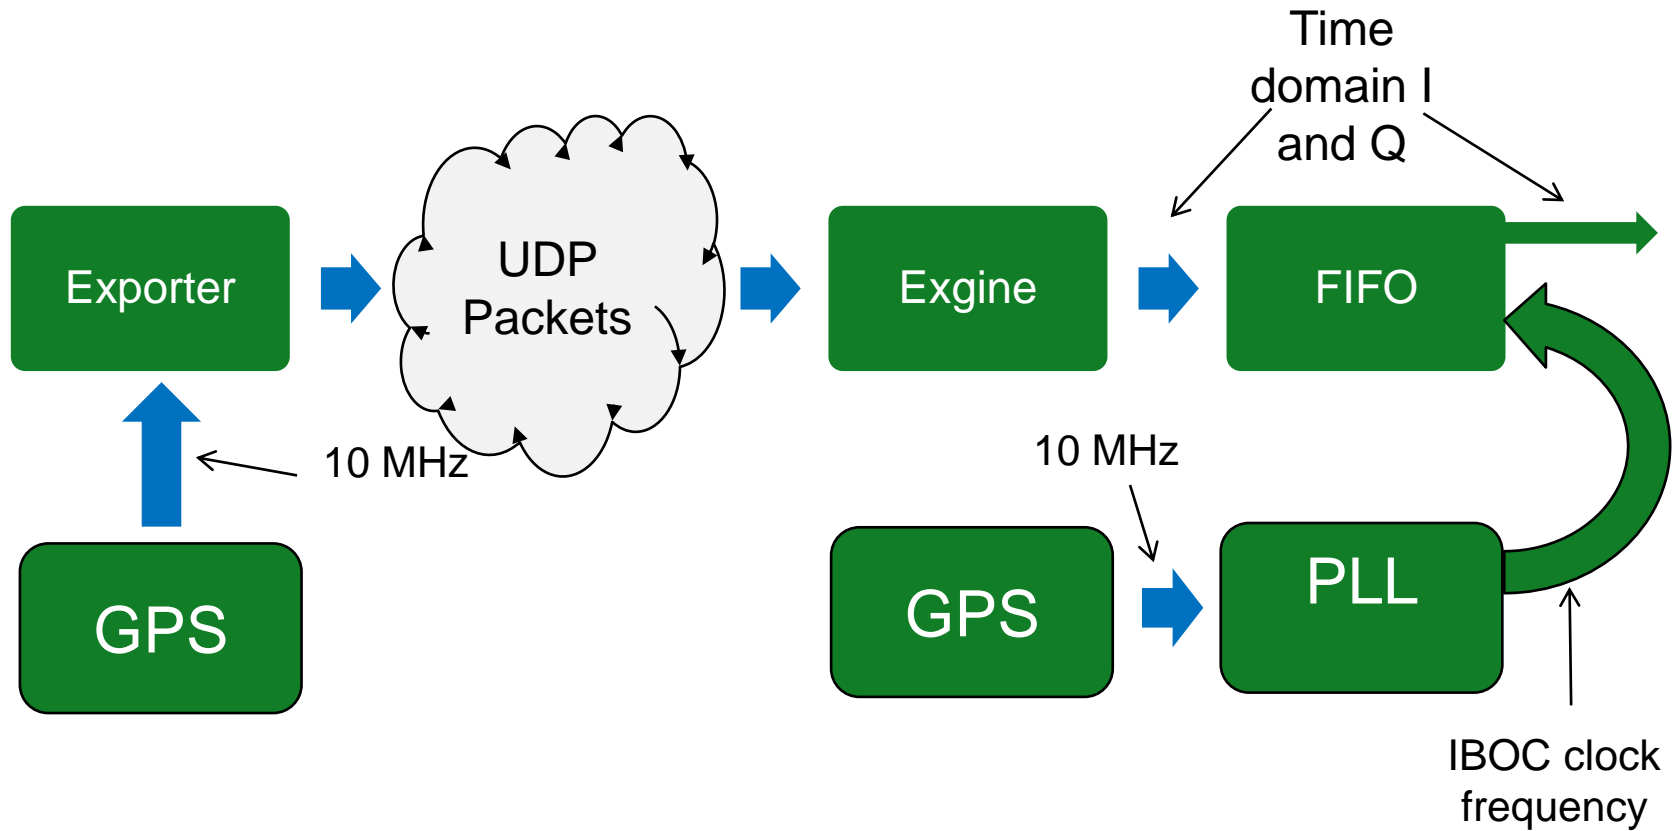 Time
domain I
and Q
Exporter
UDP
Packets
Exgine
FIFO
10 MHz
10 MHz
GPS
GPS
PLL
IBOC clock
frequency